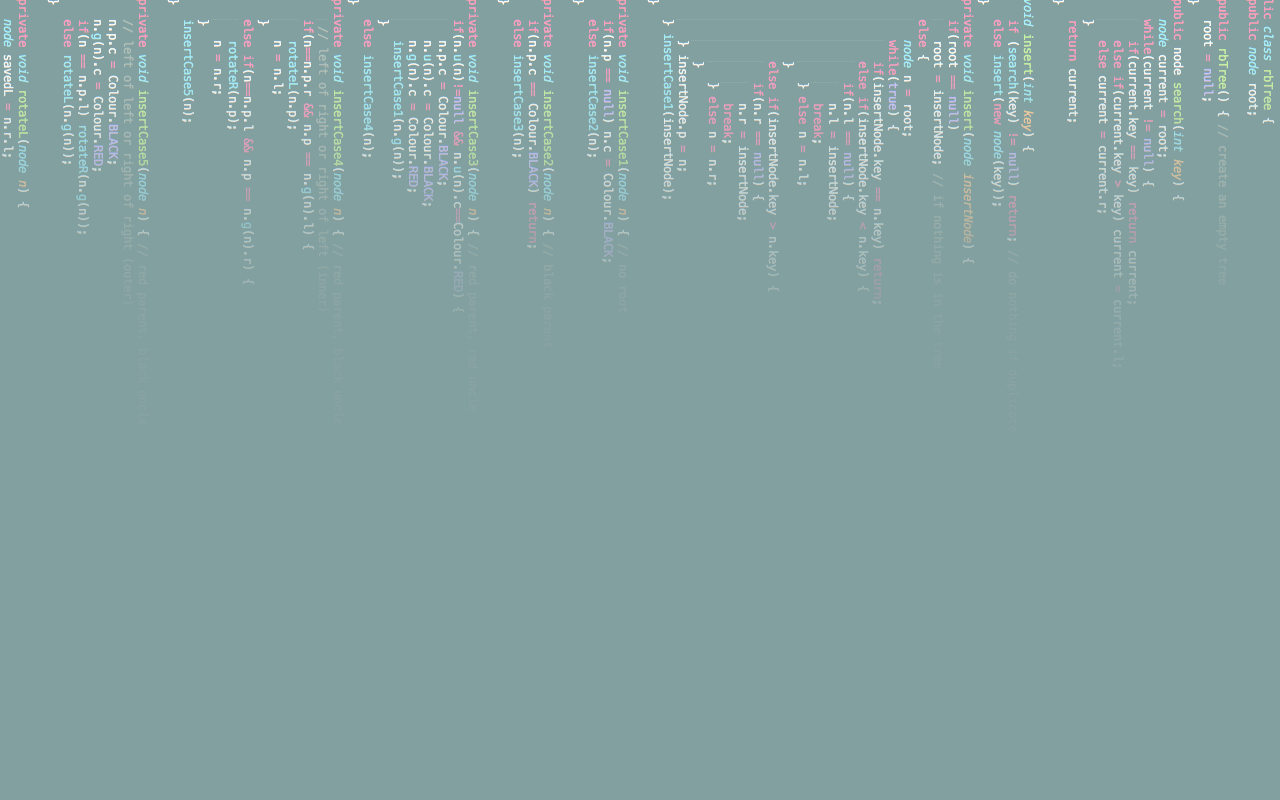 lic class rbTree {
public node root;
public rbTree() { // create an empty tree
root = null;
}
public node search(int key) {
node current = root;
while(current != null) {
if(current.key == key) return current;
else if(current.key > key) current = current.l;
else current = current.r;
}
return current;
}
void insert(int key) {
if (search(key) != null) return; // do nothing if
else insert(new node(key));
}
private void insert(node insertNode) {
if(root == null)
root = insertNode; // if nothing is in the tree
else {
node n = root;
while(true) {
if(insertNode.key == n.key) return;
else if(insertNode.key < n.key) {
if(n.l == null) {
n.l = insertNode;
break;
} else n = n.l;
}
else if(insertNode.key > n.key) {
if(n.r == null) {
n.r = insertNode;
break;
} else n = n.r;
}
} insertNode.p = n;
} insertCase1(insertNode);
}
private void insertCase1(node n) { // no root
if(n.p == null) n.c = Colour.BLACK;
else insertCase2(n);
}
private void insertCase2(node n) { // black parent
if(n.p.c == Colour.BLACK) return;
else insertCase3(n);
}
private void insertCase3(node n) { // red parent, red uncle
if(n.u(n)!=null && n.u(n).c==Colour.RED) {
n.p.c = Colour.BLACK;
n.u(n).c = Colour.BLACK;
n.g(n).c = Colour.RED;
insertCase1(n.g(n));
}
else insertCase4(n);
}
private void insertCase4(node n) { // red parent, black uncle
// left of right or right of left (inner)
if(n==n.p.r && n.p == n.g(n).l) {
rotateL(n.p);
n = n.l;
}
else if(n==n.p.l && n.p == n.g(n).r) {
rotateR(n.p);
n = n.r;
}
insertCase5(n);
}
private void insertCase5(node n) { // red parent, black uncle
// left of left or right of right (outer)
n.p.c = Colour.BLACK;
n.g(n).c = Colour.RED;
if(n == n.p.l) rotateR(n.g(n));
else rotateL(n.g(n));
}
private void rotateL(node n) {
node savedL = n.r.l;